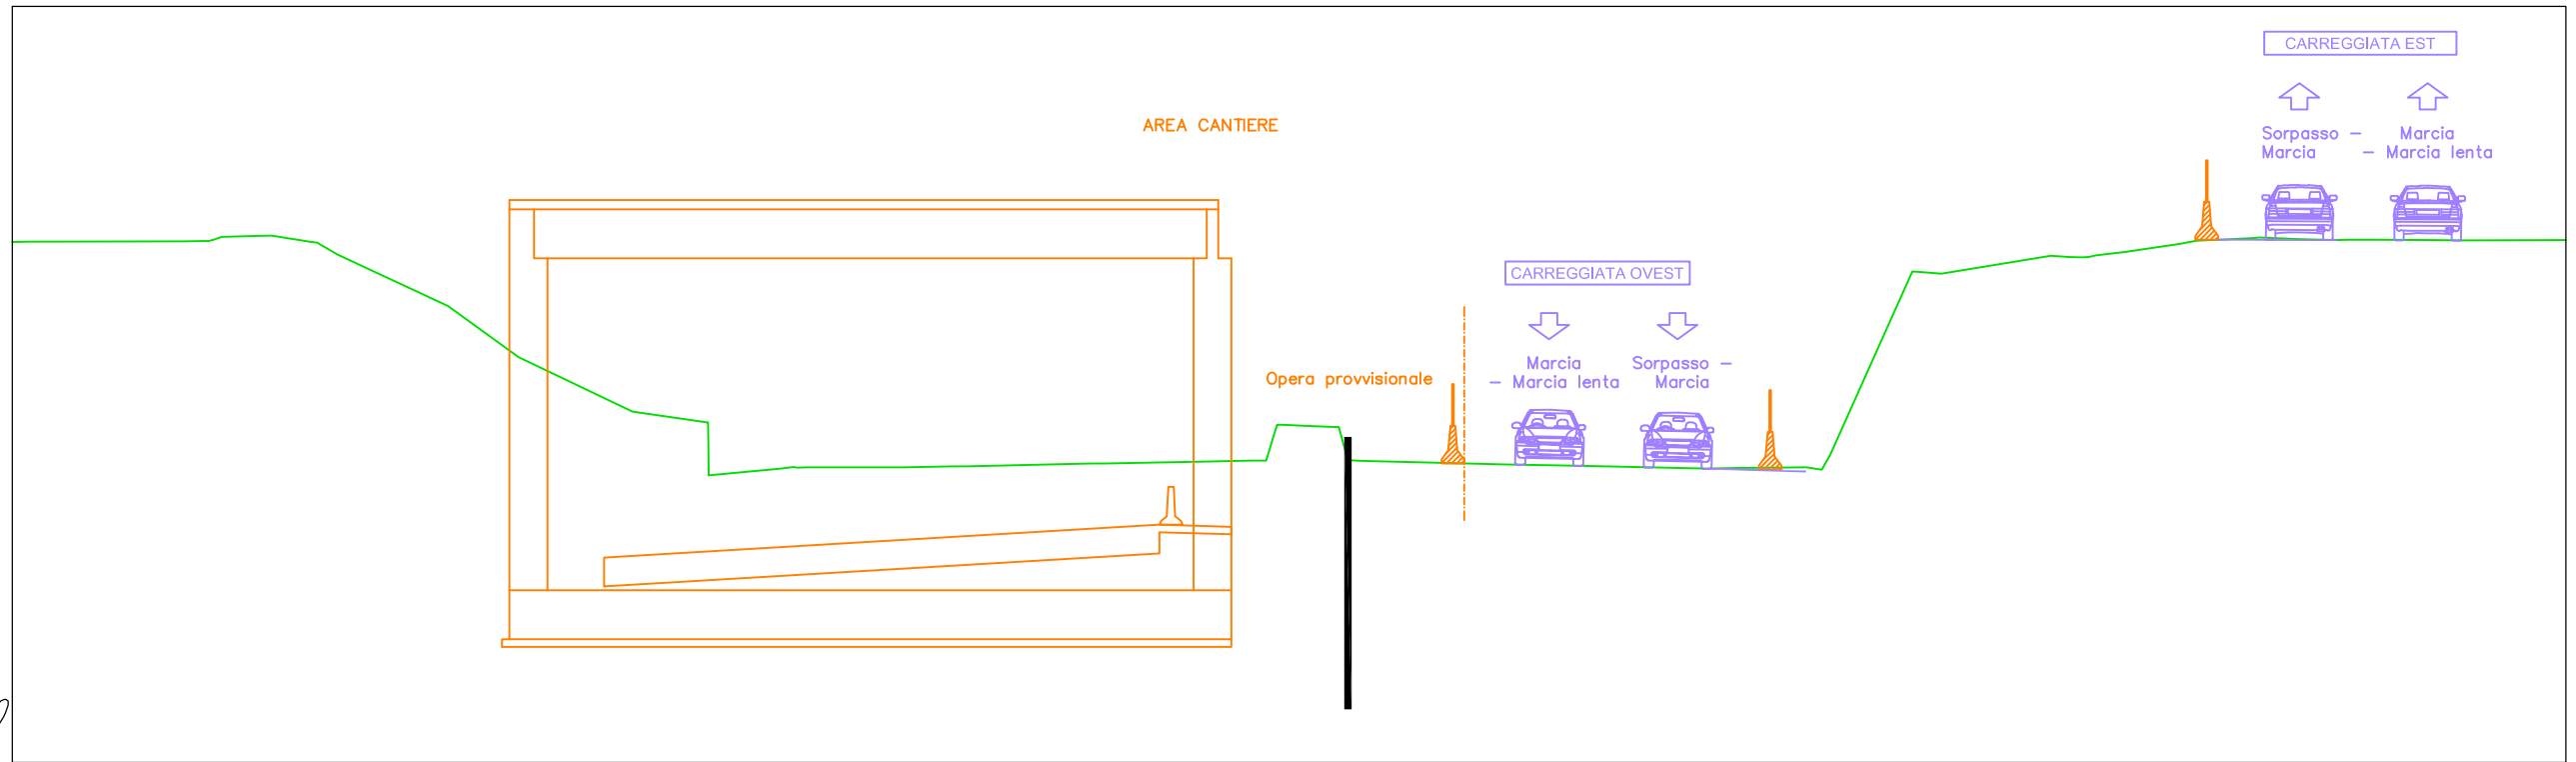 CARREGGIATA EST
AREA CANTIERE
Sorpasso – Marcia
Marcia – Marcia lenta
CARREGGIATA OVEST
Opera provvisionale
Marcia Sorpasso –
– Marcia lenta Marcia